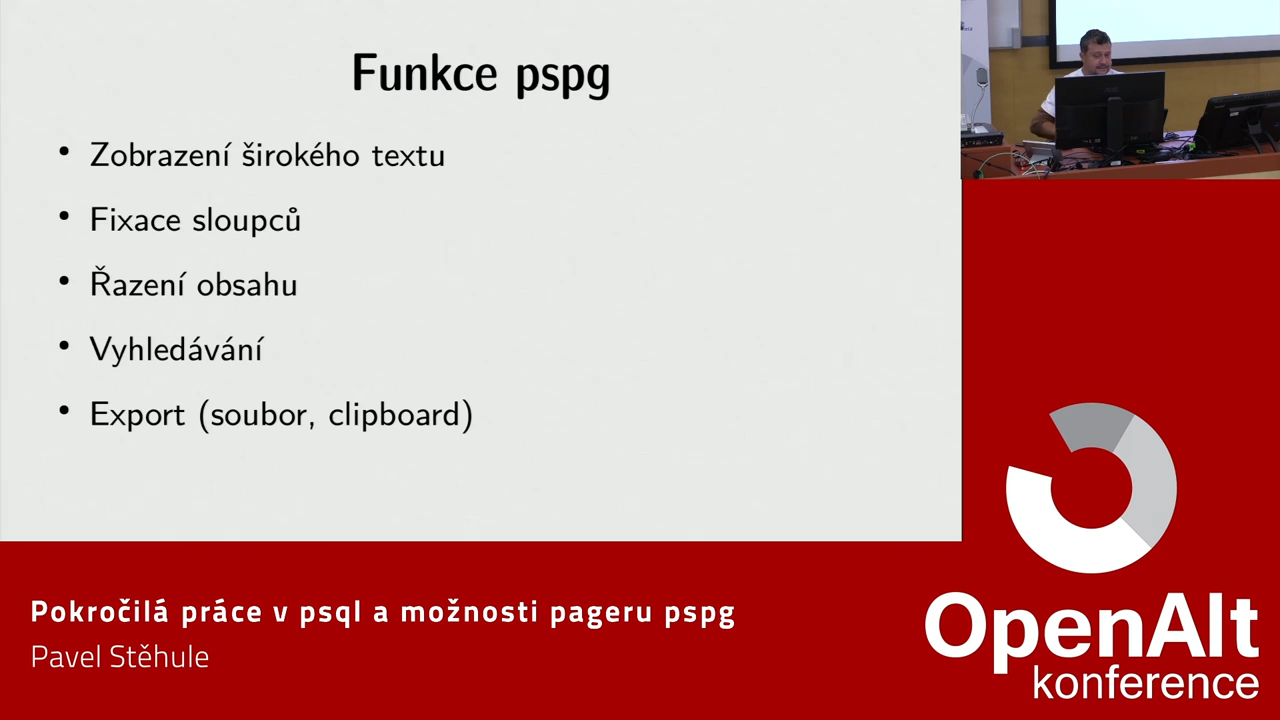 Funkce pspg
• Zobrazení širokého textu
• Fixace sloupců
• Řazení obsahu
• Vyhledávání
• Export (soubor, clipboard)
Pokročilá práce v psql a možnosti pageru pspg
Pavel Stěhule
OpenAlt
konference